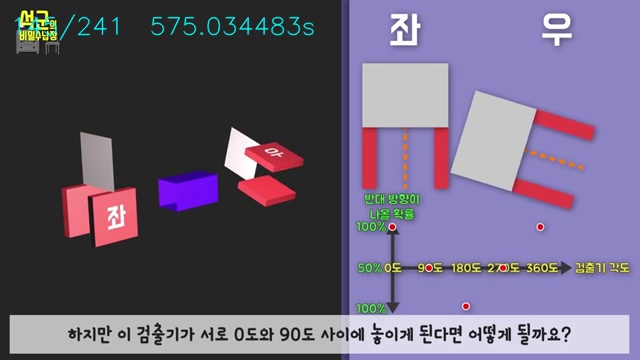 석군의
비밀수납장
/241 575.034483s
좌 우
좌
반대 방향이
나올 확률
100%
50% 0도 90도 180도 270도 360도 검출기 각도
100%
하지만 이 검출기가 서로 0도와 90도 사이에 놓이게 된다면 어떻게 될까요?